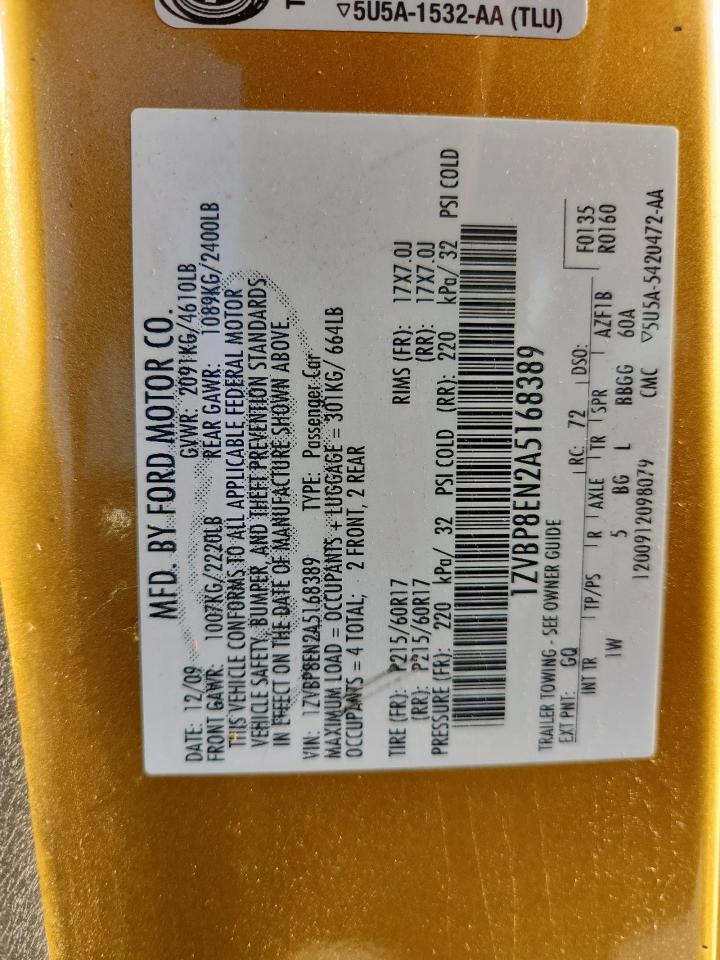 5U5A-1532-AA (TLU)
MFD. BY FORD MOTOR CO.
DATE: 12/09 GVWR: 2091KG/4610LB
FRONT GAWR: 1007KG/2220LB REAR GAWR: 1089KG/2400LB
THIS VEHICLE CONFORMS TO ALL APPLICABLE FEDERAL MOTOR
VEHICLE SAFETY, BUMPER, AND THEFT PREVENTION STANDARDS
IN EFFECT ON THE DATE OF MANUFACTURE SHOWN ABOVE.
VIN: 1ZVBP8EN2A5168389 TYPE: Passenger Car
MAXIMUM LOAD = OCCUPANTS + LUGGAGE = 301KG/ 664LB
OCCUPANTS = 4 TOTAL; 2 FRONT, 2 REAR
TIRE (FR): P215/60R17 RIMS (FR): 17X7.0J
(RR): P215/60R17 (RR): 17X7.0J
PRESSURE (FR): 220 kPa/ 32 PSI COLD (RR): 220 kPa/ 32 PSI COLD
1ZVBP8EN2A5168389
TRAILER TOWING - SEE OWNER GUIDE
EXT PNT: GQ RC: 72 DSO: F0135
R0160
INT TR TP/PS R AXLE TR SPR AZF1B
1W 5 BG L BBGG 60A
1200912098079 CMC ▽5U5A-5420472-AA